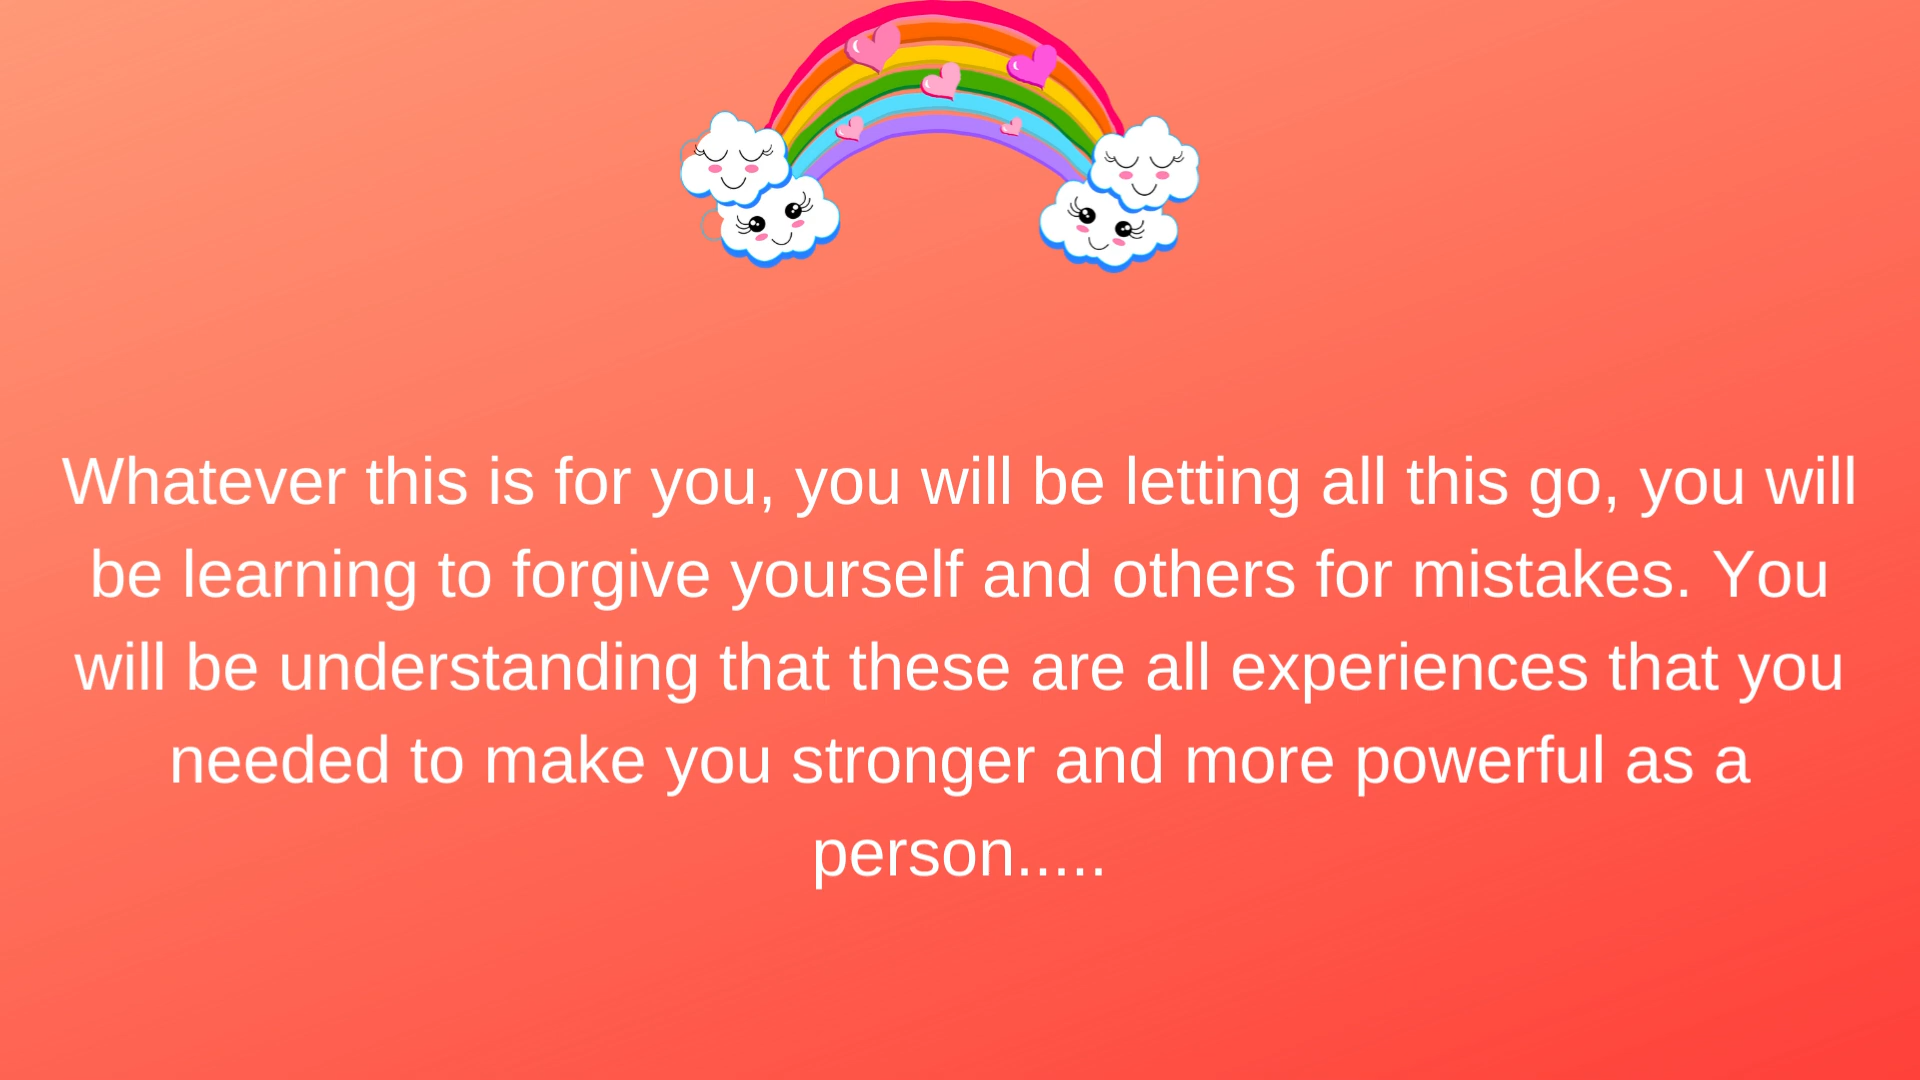 Whatever this is for you, you will be letting all this go, you will
be learning to forgive yourself and others for mistakes. You
will be understanding that these are all experiences that you
needed to make you stronger and more powerful as a
person.....